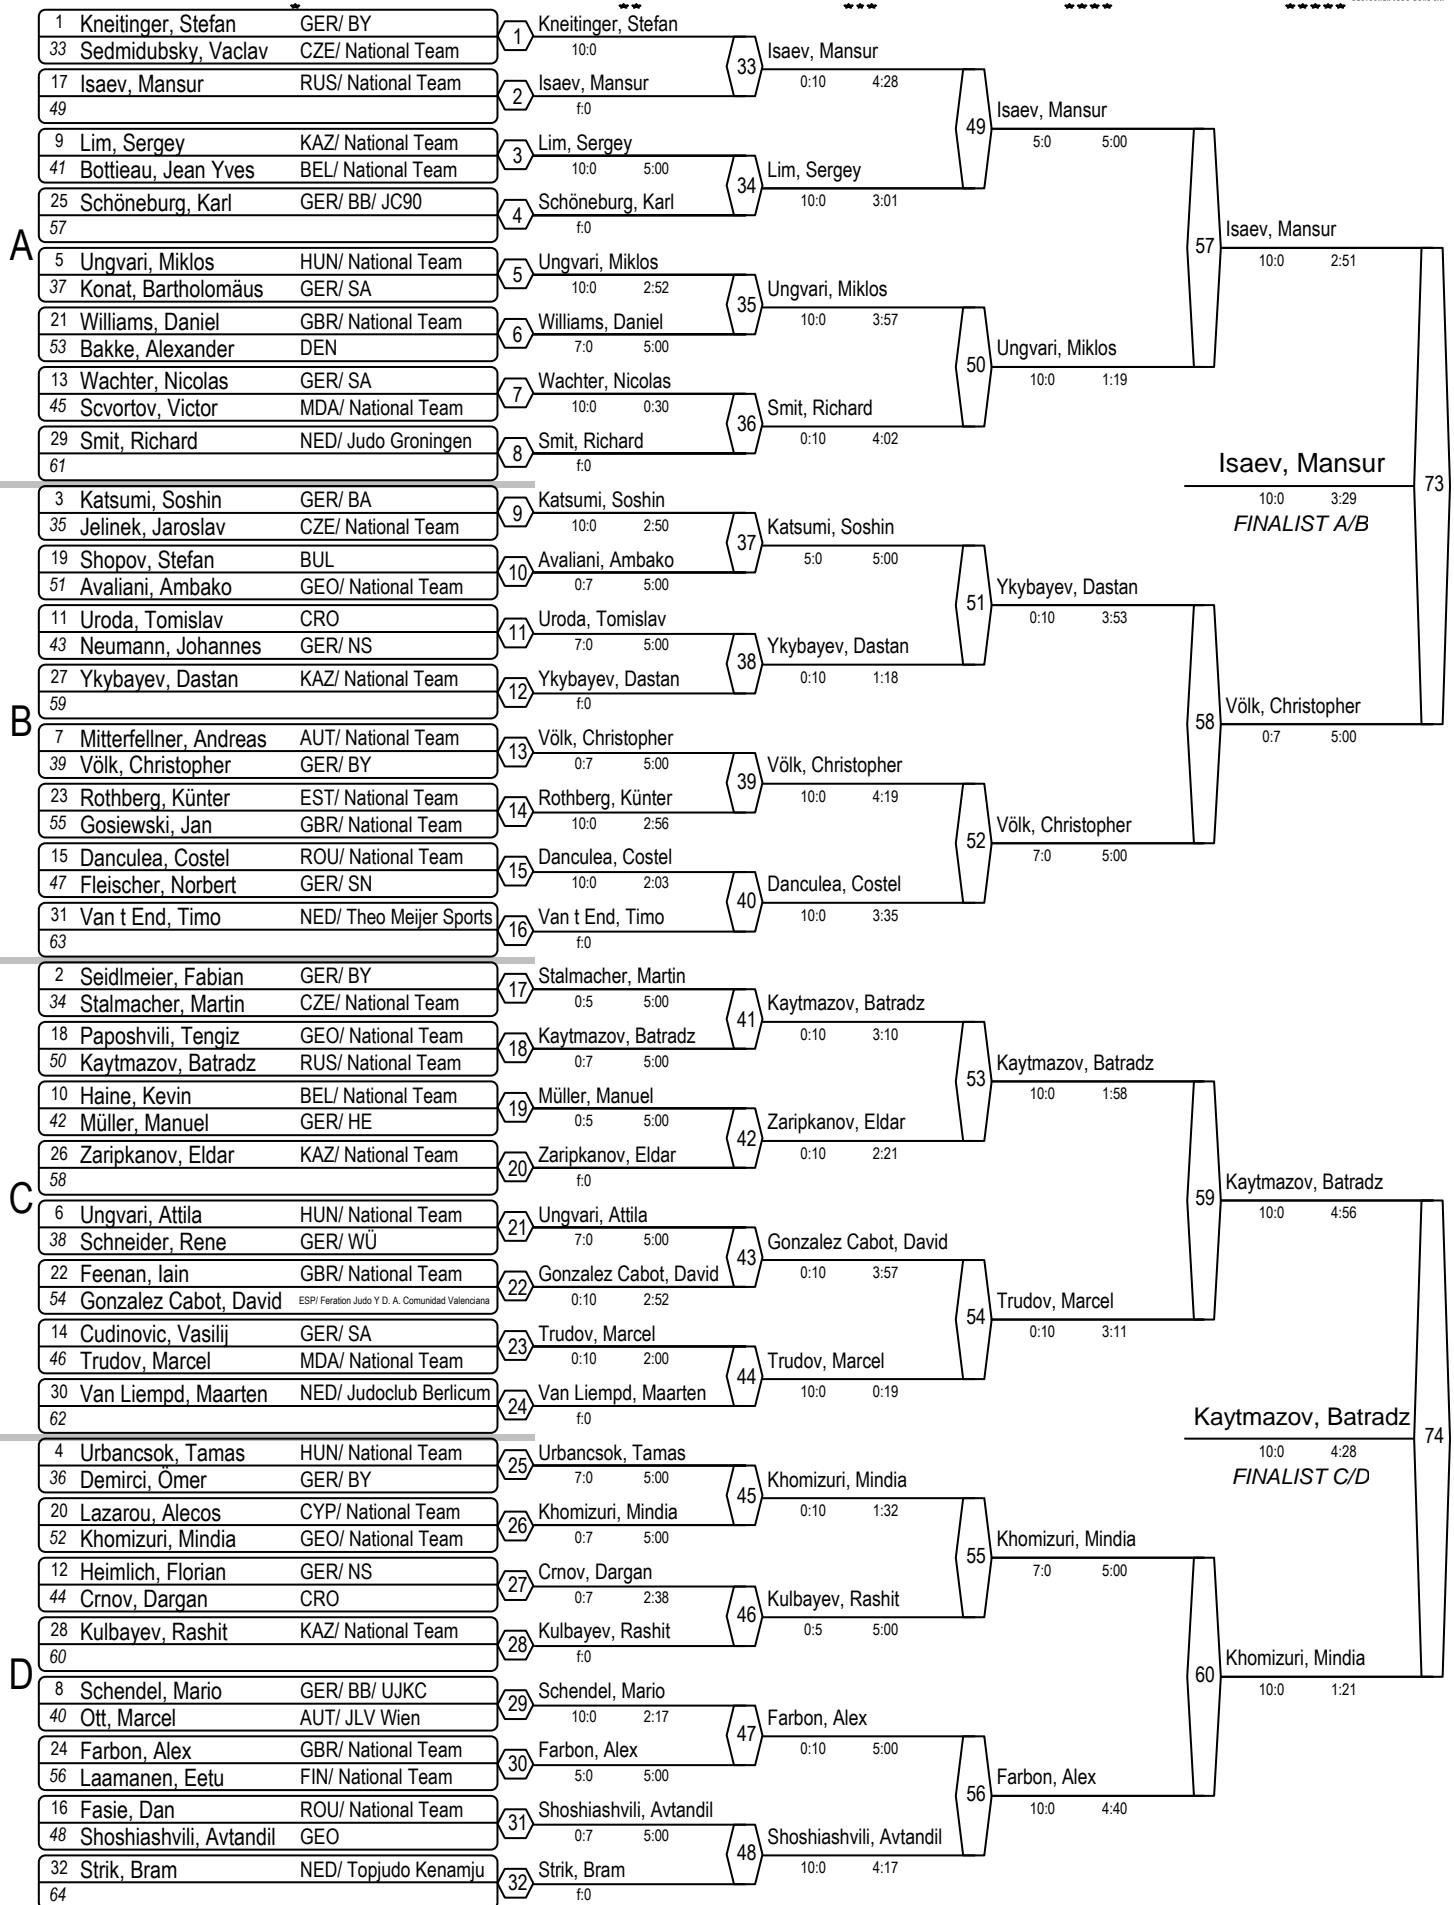 1 Kneitinger, Stefan GER/ BY
33 Sedmidubsky, Vaclav CZE/ National Team
17 Isaev, Mansur RUS/ National Team
49
9 Lim, Sergey KAZ/ National Team
41 Bottieau, Jean Yves BEL/ National Team
25 Schöneburg, Karl GER/ BB/ JC90
57
A
5 Ungvari, Miklos HUN/ National Team
37 Konat, Bartholomäus GER/ SA
21 Williams, Daniel GBR/ National Team
53 Bakke, Alexander DEN
13 Wachter, Nicolas GER/ SA
45 Scvortov, Victor MDA/ National Team
29 Smit, Richard NED/ Judo Groningen
61
3 Katsumi, Soshin GER/ BA
35 Jelinek, Jaroslav CZE/ National Team
19 Shopov, Stefan BUL
51 Avaliani, Ambako GEO/ National Team
11 Uroda, Tomislav CRO
43 Neumann, Johannes GER/ NS
27 Ykybayev, Dastan KAZ/ National Team
59
B
7 Mitterfellner, Andreas AUT/ National Team
39 Völk, Christopher GER/ BY
23 Rothberg, Künter EST/ National Team
55 Gosiewski, Jan GBR/ National Team
15 Danculea, Costel ROU/ National Team
47 Fleischer, Norbert GER/ SN
31 Van t End, Timo NED/ Theo Meijer Sports
63
2 Seidlmeier, Fabian GER/ BY
34 Stalmacher, Martin CZE/ National Team
18 Paposhvili, Tengiz GEO/ National Team
50 Kaytmazov, Batradz RUS/ National Team
10 Haine, Kevin BEL/ National Team
42 Müller, Manuel GER/ HE
26 Zaripkanov, Eldar KAZ/ National Team
58
C
6 Ungvari, Attila HUN/ National Team
38 Schneider, Rene GER/ WÜ
22 Feenan, Iain GBR/ National Team
54 Gonzalez Cabot, David ESP/ Feration Judo Y D. A. Comunidad Valenciana
14 Cudinovic, Vasilij GER/ SA
46 Trudov, Marcel MDA/ National Team
30 Van Liempd, Maarten NED/ Judoclub Berlicum
62
4 Urbancsok, Tamas HUN/ National Team
36 Demirci, Ömer GER/ BY
20 Lazarou, Alecos CYP/ National Team
52 Khomizuri, Mindia GEO/ National Team
12 Heimlich, Florian GER/ NS
44 Crnov, Dargan CRO
28 Kulbayev, Rashit KAZ/ National Team
60
D
8 Schendel, Mario GER/ BB/ UJKC
40 Ott, Marcel AUT/ JLV Wien
24 Farbon, Alex GBR/ National Team
56 Laamanen, Eetu FIN/ National Team
16 Fasie, Dan ROU/ National Team
48 Shoshiashvili, Avtandil GEO
32 Strik, Bram NED/ Topjudo Kenamju
64
1 Kneitinger, Stefan
10:0
2 Isaev, Mansur
f:0
3 Lim, Sergey
10:0 5:00
4 Schöneburg, Karl
f:0
5 Ungvari, Miklos
10:0 2:52
6 Williams, Daniel
7:0 5:00
7 Wachter, Nicolas
10:0 0:30
8 Smit, Richard
f:0
9 Katsumi, Soshin
10:0 2:50
10 Avaliani, Ambako
0:7 5:00
11 Uroda, Tomislav
7:0 5:00
12 Ykybayev, Dastan
f:0
13 Völk, Christopher
0:7 5:00
14 Rothberg, Künter
10:0 2:56
15 Danculea, Costel
10:0 2:03
16 Van t End, Timo
f:0
17 Stalmacher, Martin
0:5 5:00
18 Kaytmazov, Batradz
0:7 5:00
19 Müller, Manuel
0:5 5:00
20 Zaripkanov, Eldar
f:0
21 Ungvari, Attila
7:0 5:00
22 Gonzalez Cabot, David
0:10 2:52
23 Trudov, Marcel
0:10 2:00
24 Van Liempd, Maarten
f:0
25 Urbancsok, Tamas
7:0 5:00
26 Khomizuri, Mindia
0:7 5:00
27 Crnov, Dargan
0:7 2:38
28 Kulbayev, Rashit
f:0
29 Schendel, Mario
10:0 2:17
30 Farbon, Alex
5:0 5:00
31 Shoshiashvili, Avtandil
0:7 5:00
32 Strik, Bram
f:0
33 Isaev, Mansur
0:10 4:28
34 Lim, Sergey
10:0 3:01
35 Ungvari, Miklos
10:0 3:57
36 Smit, Richard
0:10 4:02
37 Katsumi, Soshin
5:0 5:00
38 Ykybayev, Dastan
0:10 1:18
39 Völk, Christopher
10:0 4:19
40 Danculea, Costel
10:0 3:35
41 Kaytmazov, Batradz
0:10 3:10
42 Zaripkanov, Eldar
0:10 2:21
43 Gonzalez Cabot, David
0:10 3:57
44 Trudov, Marcel
10:0 0:19
45 Khomizuri, Mindia
0:10 1:32
46 Kulbayev, Rashit
0:5 5:00
47 Farbon, Alex
0:10 5:00
48 Shoshiashvili, Avtandil
10:0 4:17
49 Isaev, Mansur
5:0 5:00
50 Ungvari, Miklos
10:0 1:19
51 Ykybayev, Dastan
0:10 3:53
52 Völk, Christopher
7:0 5:00
53 Kaytmazov, Batradz
10:0 1:58
54 Trudov, Marcel
0:10 3:11
55 Khomizuri, Mindia
7:0 5:00
56 Farbon, Alex
10:0 4:40
57 Isaev, Mansur
10:0 2:51
58 Völk, Christopher
0:7 5:00
59 Kaytmazov, Batradz
10:0 4:56
60 Khomizuri, Mindia
10:0 1:21
Isaev, Mansur 73
10:0 3:29
FINALIST A/B
Kaytmazov, Batradz 74
10:0 4:28
FINALIST C/D